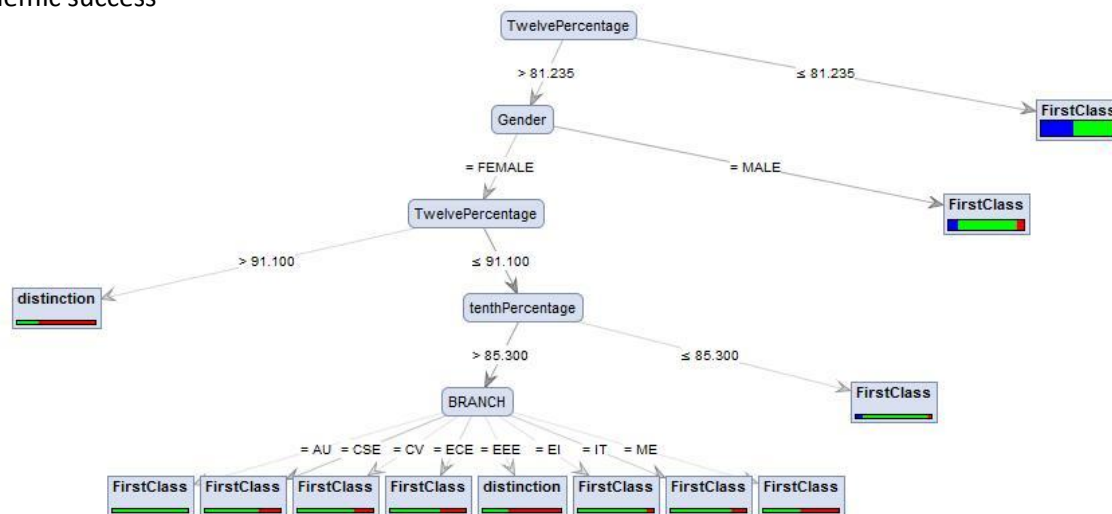 TwelvePercentage
> 81.235
≤ 81.235
FirstClass
Gender
= FEMALE
= MALE
FirstClass
TwelvePercentage
> 91.100
≤ 91.100
distinction
tenthPercentage
> 85.300
≤ 85.300
FirstClass
BRANCH
= AU = CSE = CV = ECE = EEE = EI = IT = ME
FirstClass FirstClass FirstClass FirstClass distinction FirstClass FirstClass FirstClass